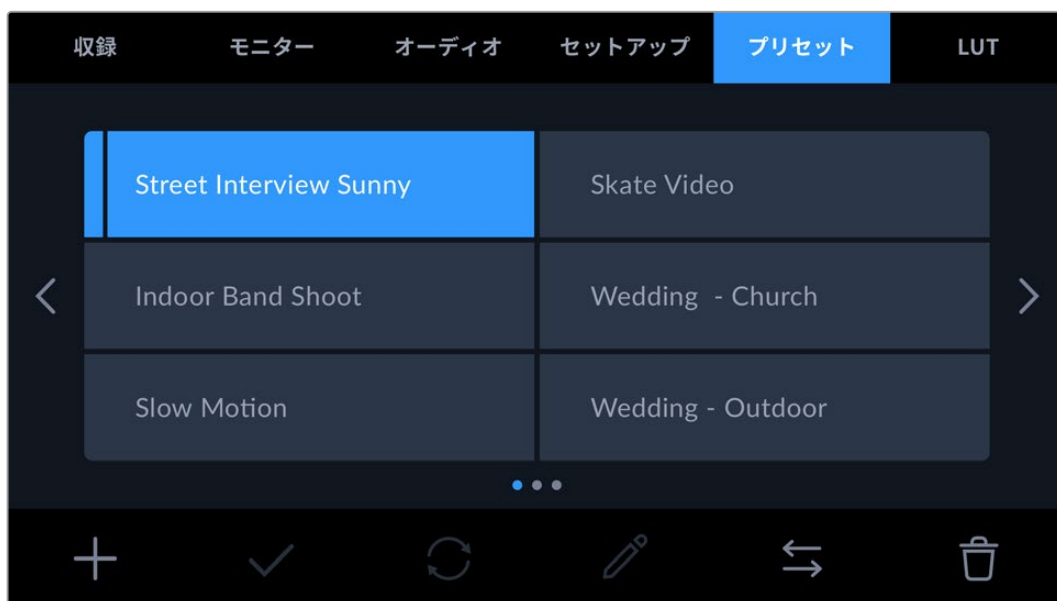 収録 モニター オーディオ セットアップ プリセット LUT
Street Interview Sunny Skate Video
Indoor Band Shoot Wedding - Church
Slow Motion Wedding - Outdoor